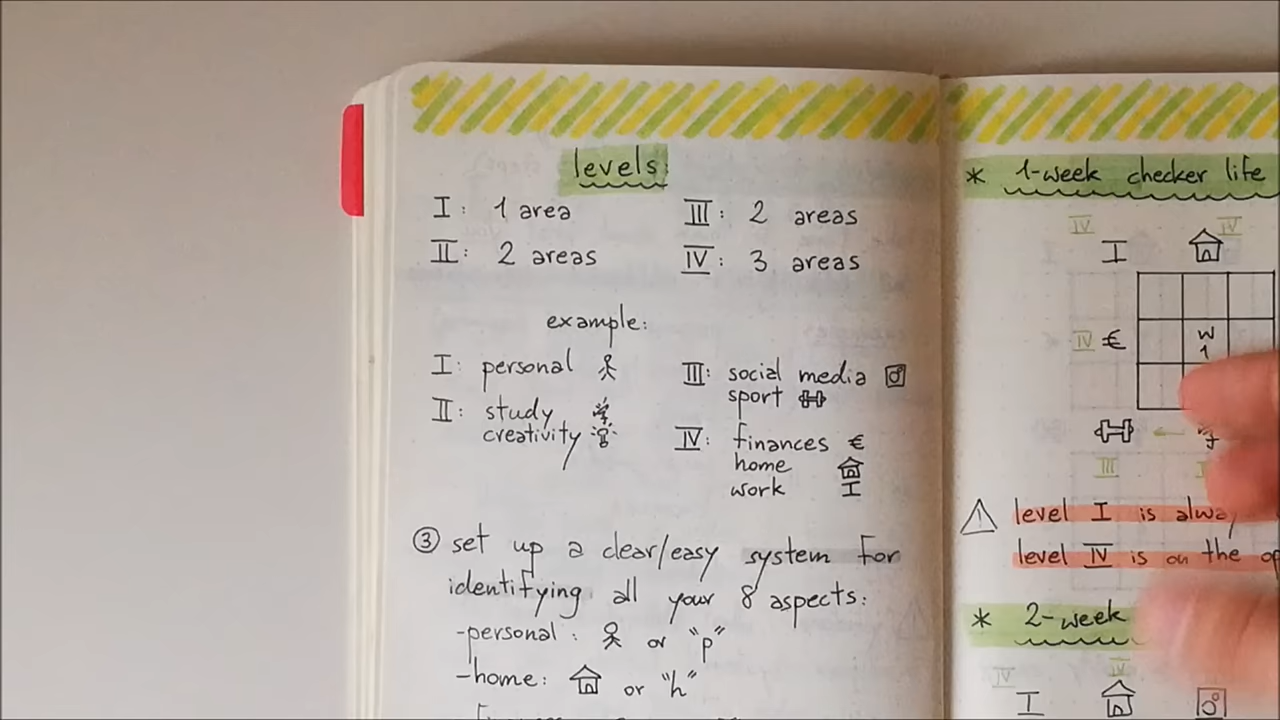 levels:
I: 1 area
II: 2 areas
III: 2 areas
IV: 3 areas
example:
I: personal
II: study
creativity
III: social media
sport
IV: finances €
home
work I
③ set up a clear/easy system for
identifying all your 8 aspects:
-personal: or "p"
-home: or "h"
* 1-week checker life
IV IV
I
IV € W
1
III
level I is
level IV is on the
* 2-week
IV IV
I